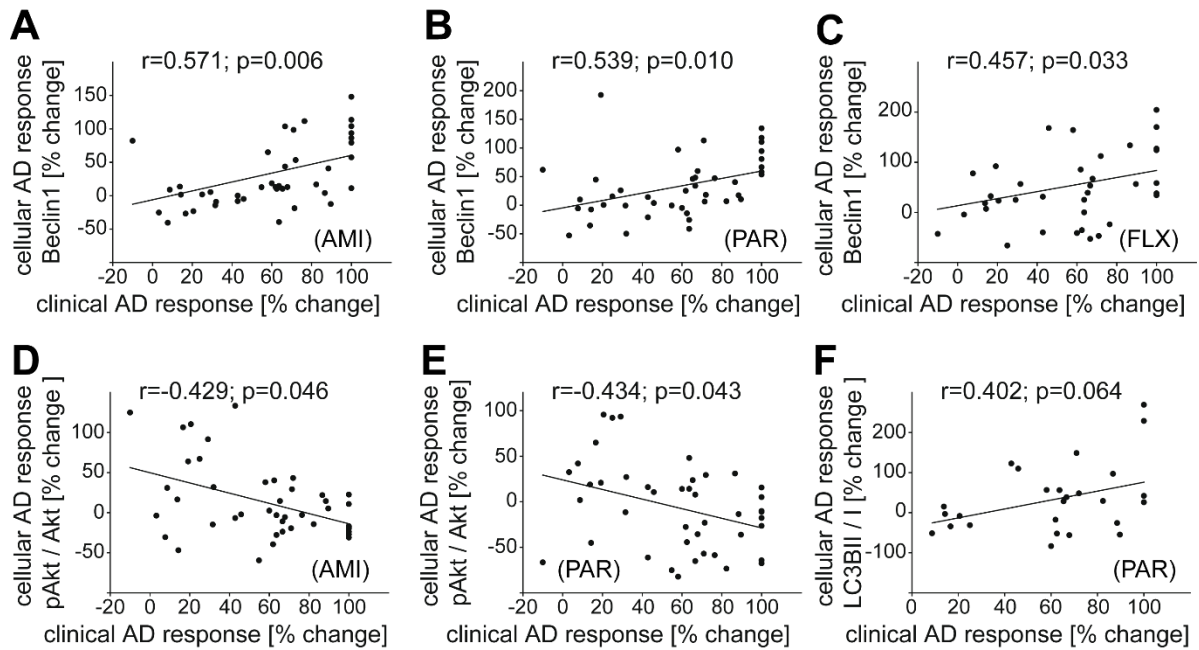 A
r=0.571; p=0.006
cellular AD response
Beclin1 [% change]
150
100
50
0
-50
(AMI)
-20 0 20 40 60 80 100
clinical AD response [% change]
B
r=0.539; p=0.010
cellular AD response
Beclin1 [% change]
200
150
100
50
0
-50
(PAR)
-20 0 20 40 60 80 100
clinical AD response [% change]
C
r=0.457; p=0.033
cellular AD response
Beclin1 [% change]
200
100
0
(FLX)
-20 0 20 40 60 80 100
clinical AD response [% change]
D
r=-0.429; p=0.046
cellular AD response
pAkt / Akt [% change ]
100
50
0
-50
(AMI)
-20 0 20 40 60 80 100
clinical AD response [% change]
E
r=-0.434; p=0.043
cellular AD response
pAkt / Akt [% change]
100
50
0
-50
(PAR)
-20 0 20 40 60 80 100
clinical AD response [% change]
F
r=0.402; p=0.064
cellular AD response
LC3BII / I [% change ]
300
200
100
0
-100
(PAR)
0 20 40 60 80 100
clinical AD response [% change]